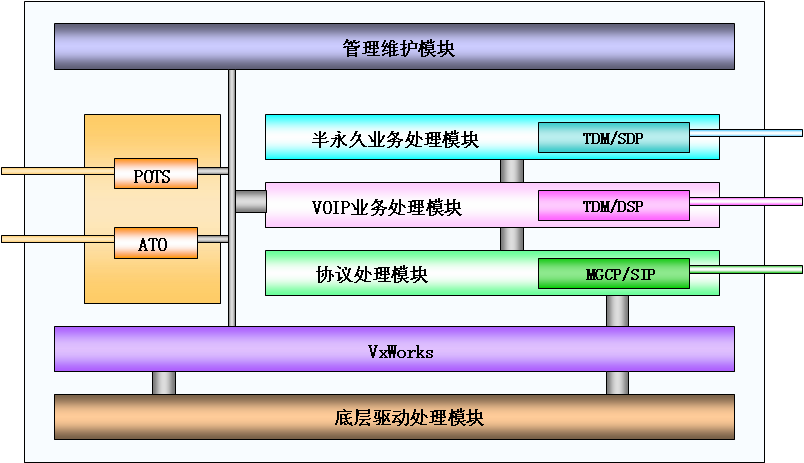 管理维护模块
半永久业务处理模块
TDM/SDP
POTS
VOIP业务处理模块
TDM/DSP
ATO
协议处理模块
MGCP/SIP
VxWorks
底层驱动处理模块